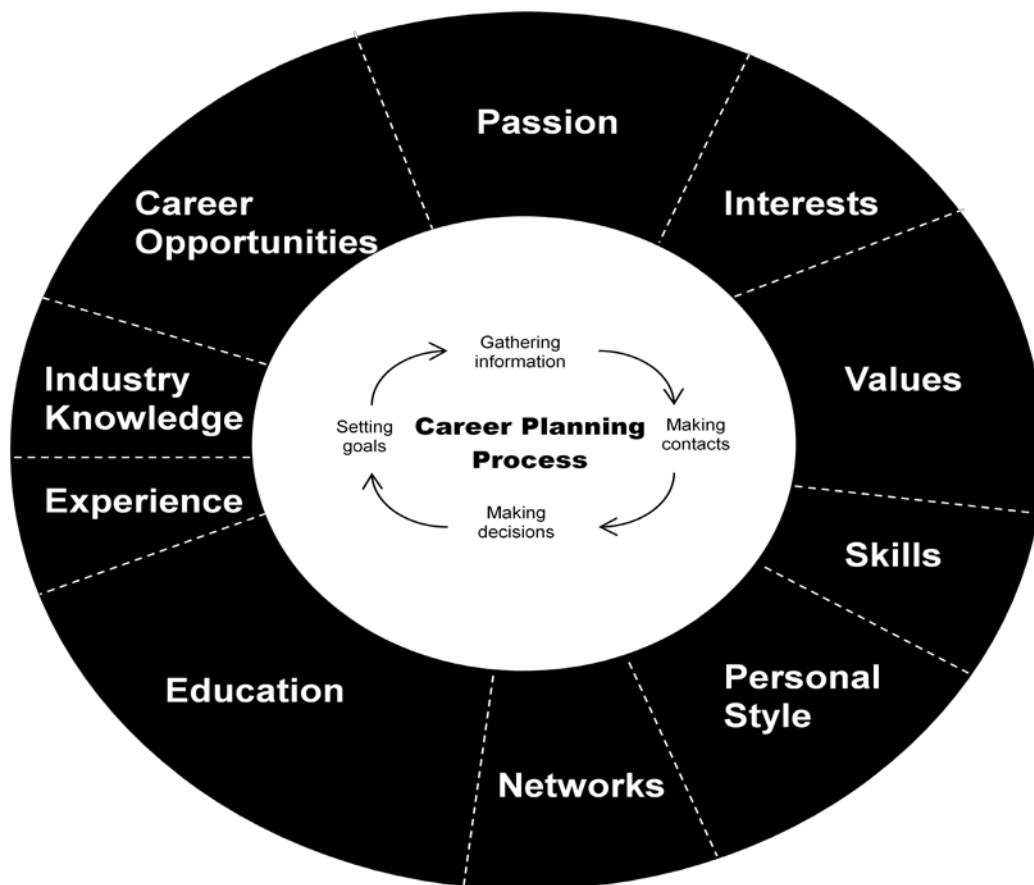 Passion
Interests
Values
Skills
Personal
Style
Networks
Education
Experience
Industry
Knowledge
Career
Opportunities
Gathering
information
Making
contacts
Making
decisions
Setting
goals
Career Planning
Process